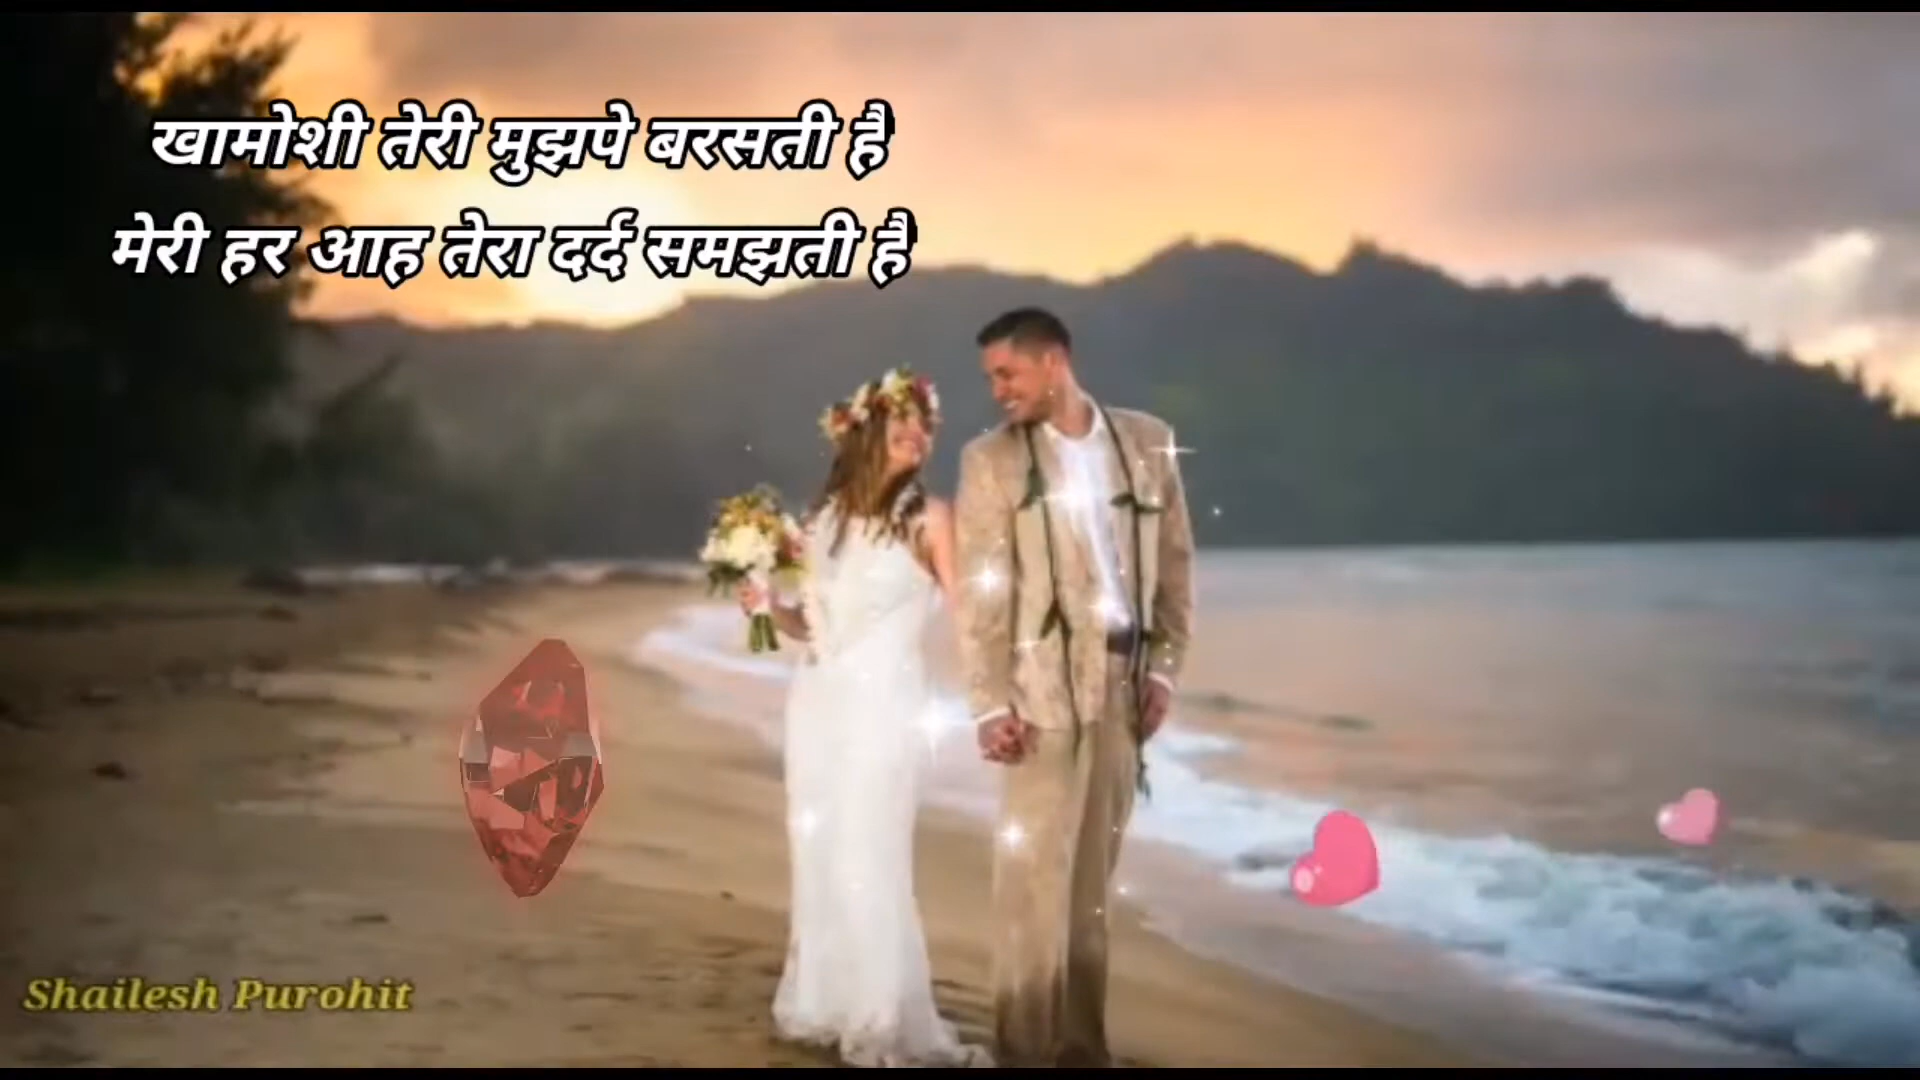 खामोशी तेरी मुझपे बरसती है
मेरी हर आह तेरा दर्द समझती है
Shailesh Purohit